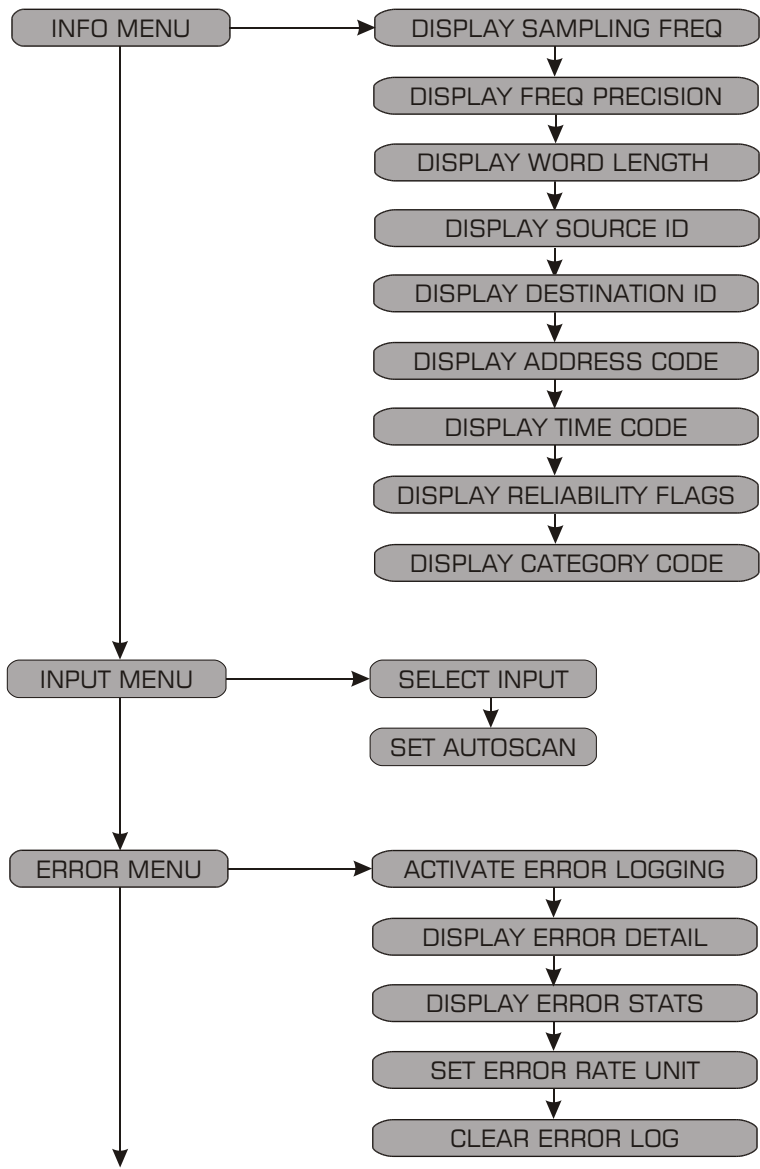 INFO MENU
DISPLAY SAMPLING FREQ
DISPLAY FREQ PRECISION
DISPLAY WORD LENGTH
DISPLAY SOURCE ID
DISPLAY DESTINATION ID
DISPLAY ADDRESS CODE
DISPLAY TIME CODE
DISPLAY RELIABILITY FLAGS
DISPLAY CATEGORY CODE
INPUT MENU
SELECT INPUT
SET AUTOSCAN
ERROR MENU
ACTIVATE ERROR LOGGING
DISPLAY ERROR DETAIL
DISPLAY ERROR STATS
SET ERROR RATE UNIT
CLEAR ERROR LOG